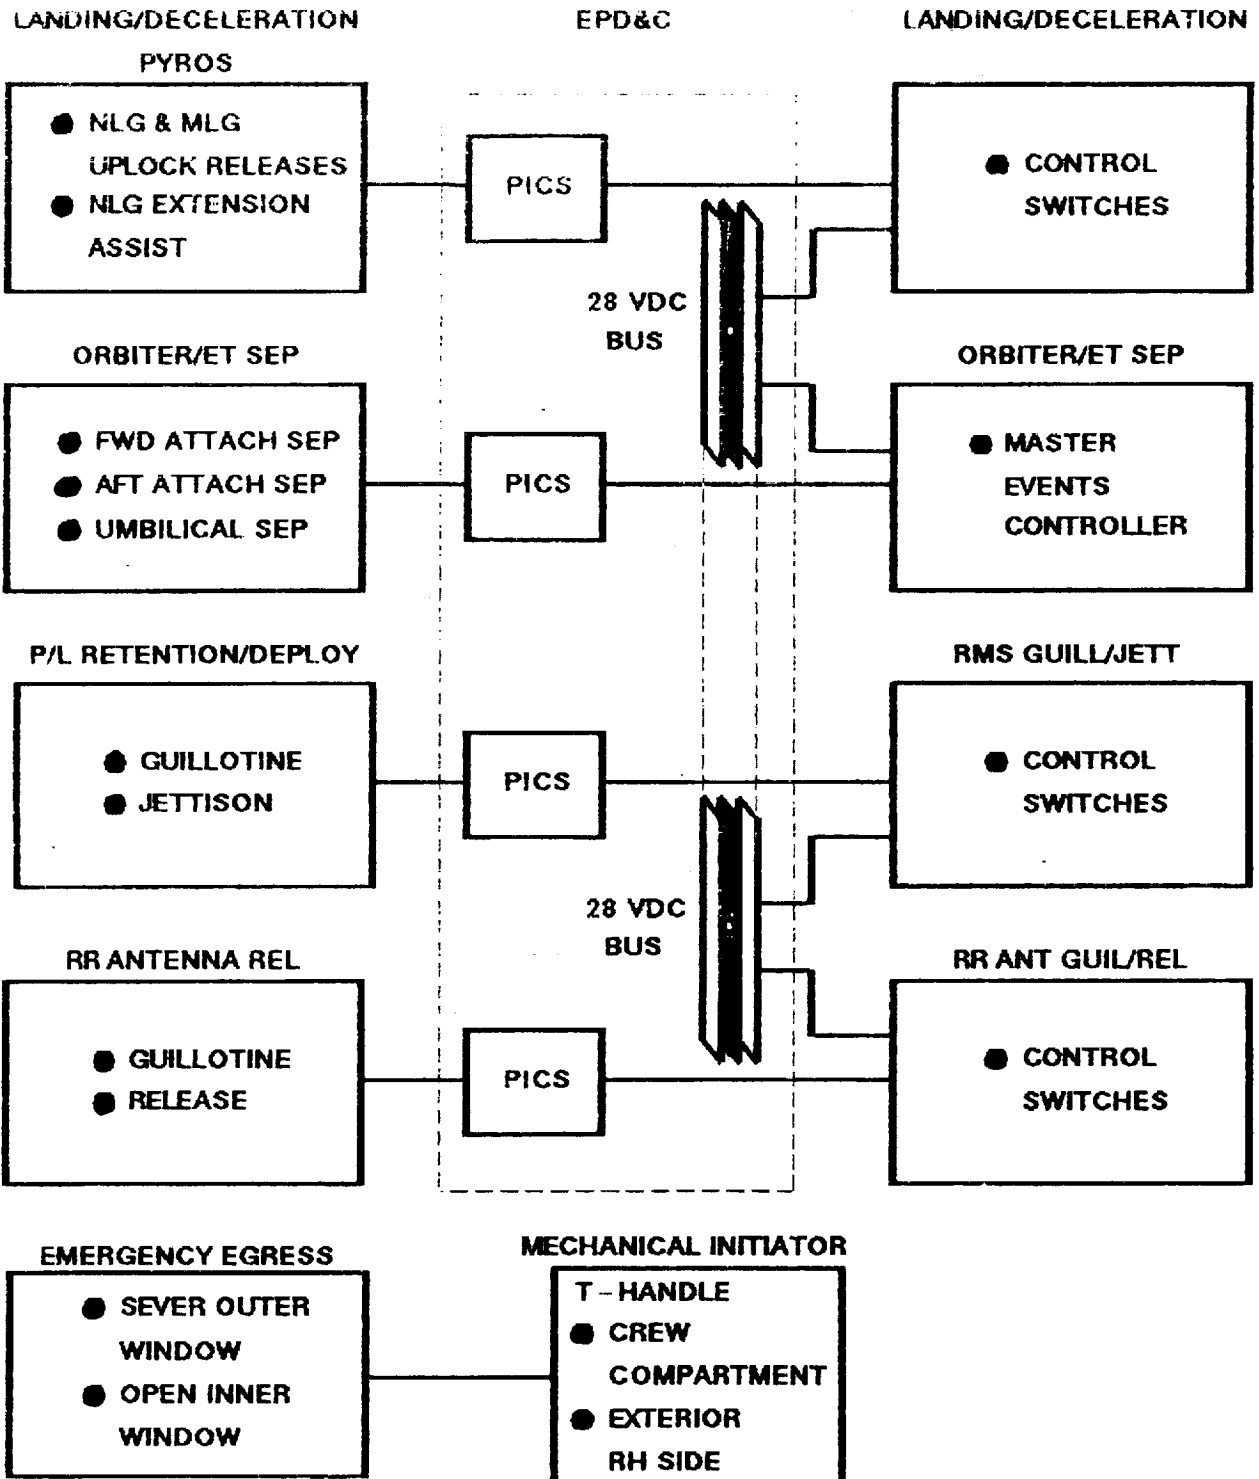 LANDING/DECELERATION
PYROS
EPD&C
LANDING/DECELERATION
● NLG & MLG
UPLOCK RELEASES
● NLG EXTENSION
ASSIST
PICS
● CONTROL
SWITCHES
28 VDC
BUS
ORBITER/ET SEP
ORBITER/ET SEP
● FWD ATTACH SEP
● AFT ATTACH SEP
● UMBILICAL SEP
PICS
● MASTER
EVENTS
CONTROLLER
P/L RETENTION/DEPLOY
RMS GUILL/JETT
● GUILLOTINE
● JETTISON
PICS
● CONTROL
SWITCHES
28 VDC
BUS
RR ANTENNA REL
RR ANT GUIL/REL
● GUILLOTINE
● RELEASE
PICS
● CONTROL
SWITCHES
EMERGENCY EGRESS
● SEVER OUTER
WINDOW
● OPEN INNER
WINDOW
MECHANICAL INITIATOR
T-HANDLE
● CREW
COMPARTMENT
● EXTERIOR
RH SIDE